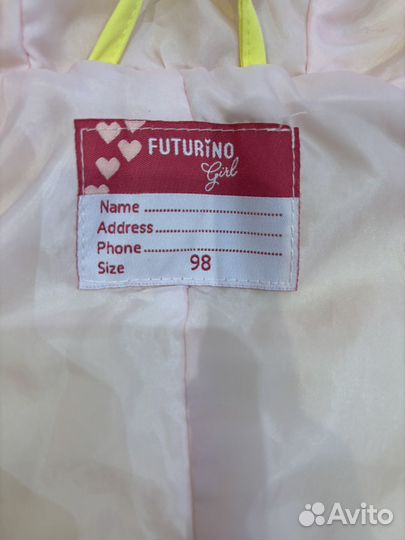 FUTURiNO
Girl
Name
Address
Phone
Size 98
Avito